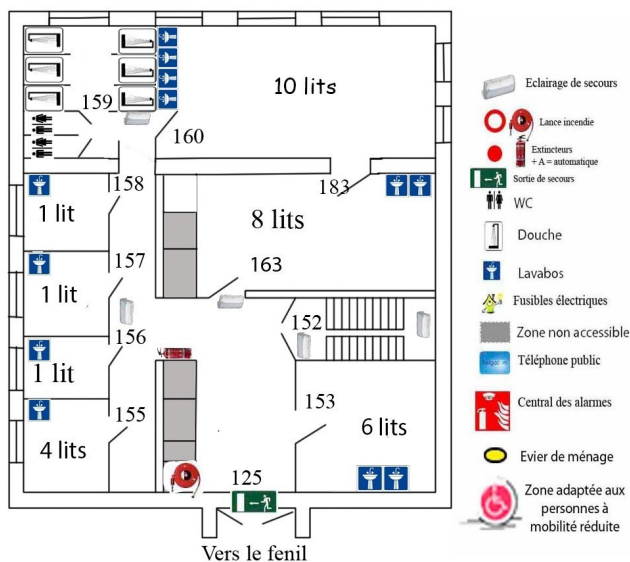 159
10 lits
160
158
183
1 lit
8 lits
157
163
1 lit
152
156
1 lit
155
153
4 lits
6 lits
125
Vers le fenil
Eclairage de secours
Lance incendie
Extincteurs
+ A = automatique
Sortie de secours
WC
Douche
Lavabos
Fusibles électriques
Zone non accessible
Téléphone public
Central des alarmes
Evier de ménage
Zone adaptée aux
personnes à
mobilité réduite